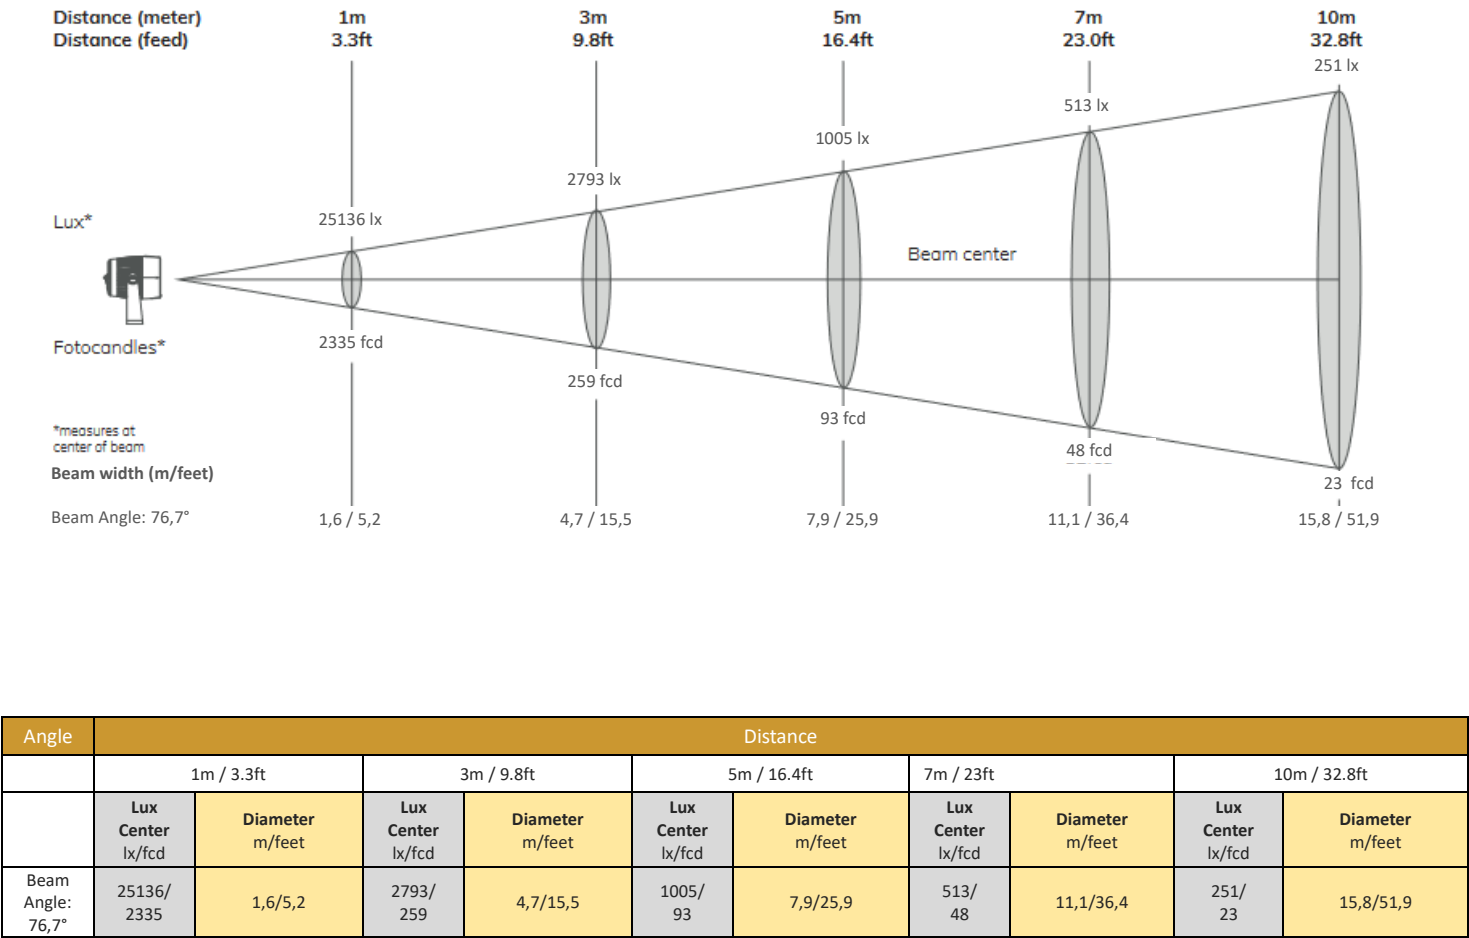 Distance (meter) 1m 3m 5m 7m 10m
Distance (feed) 3.3ft 9.8ft 16.4ft 23.0ft 32.8ft
251 lx
513 lx
1005 lx
2793 lx
25136 lx
Lux*
Beam center
Fotocandles*
2335 fcd
259 fcd
93 fcd
48 fcd
23 fcd
*measures at
center of beam
Beam width (m/feet)
Beam Angle: 76,7° 1,6 / 5,2 4,7 / 15,5 7,9 / 25,9 11,1 / 36,4 15,8 / 51,9
Angle Distance
1m / 3.3ft 3m / 9.8ft 5m / 16.4ft 7m / 23ft 10m / 32.8ft
Lux
Center
lx/fcd
Diameter
m/feet
Lux
Center
lx/fcd
Diameter
m/feet
Lux
Center
lx/fcd
Diameter
m/feet
Lux
Center
lx/fcd
Diameter
m/feet
Lux
Center
lx/fcd
Diameter
m/feet
Beam
Angle:
76,7°
25136/
2335
1,6/5,2
2793/
259
4,7/15,5
1005/
93
7,9/25,9
513/
48
11,1/36,4
251/
23
15,8/51,9